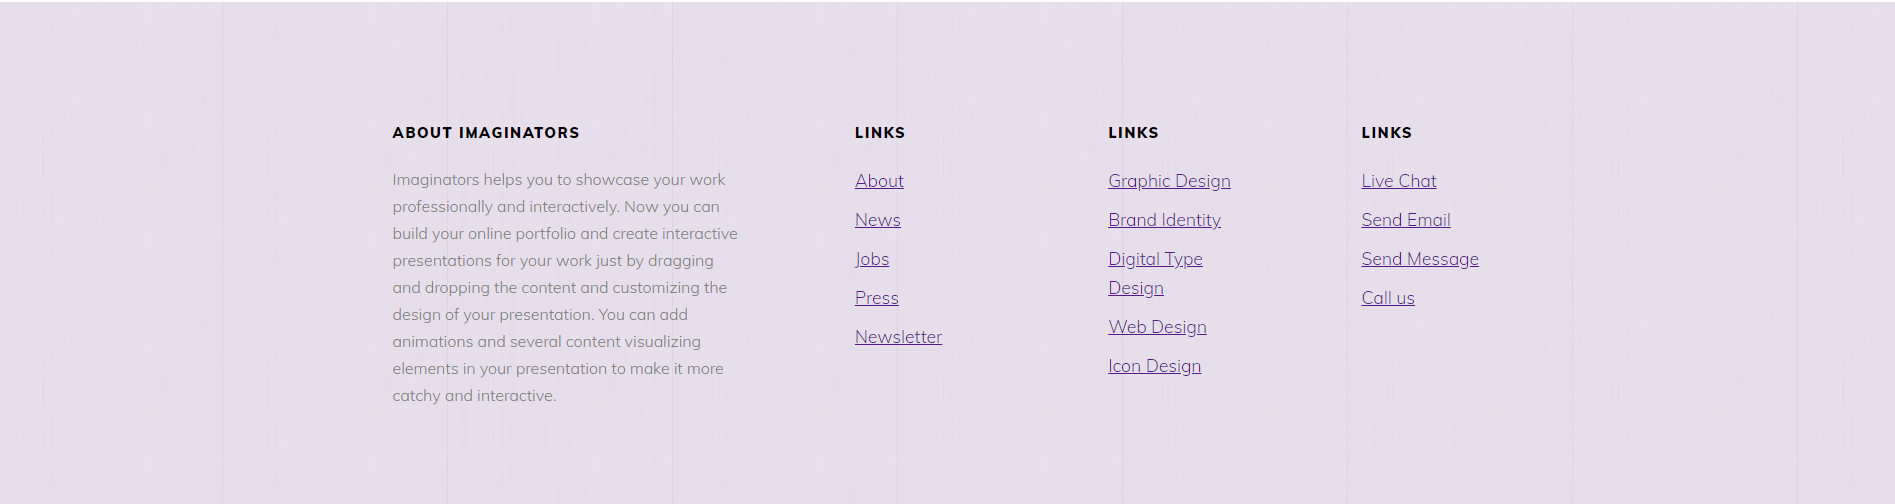 ABOUT IMAGINATORS
Imaginators helps you to showcase your work
professionally and interactively. Now you can
build your online portfolio and create interactive
presentations for your work just by dragging
and dropping the content and customizing the
design of your presentation. You can add
animations and several content visualizing
elements in your presentation to make it more
catchy and interactive.
LINKS
About
News
Jobs
Press
Newsletter
LINKS
Graphic Design
Brand Identity
Digital Type
Design
Web Design
Icon Design
LINKS
Live Chat
Send Email
Send Message
Call us